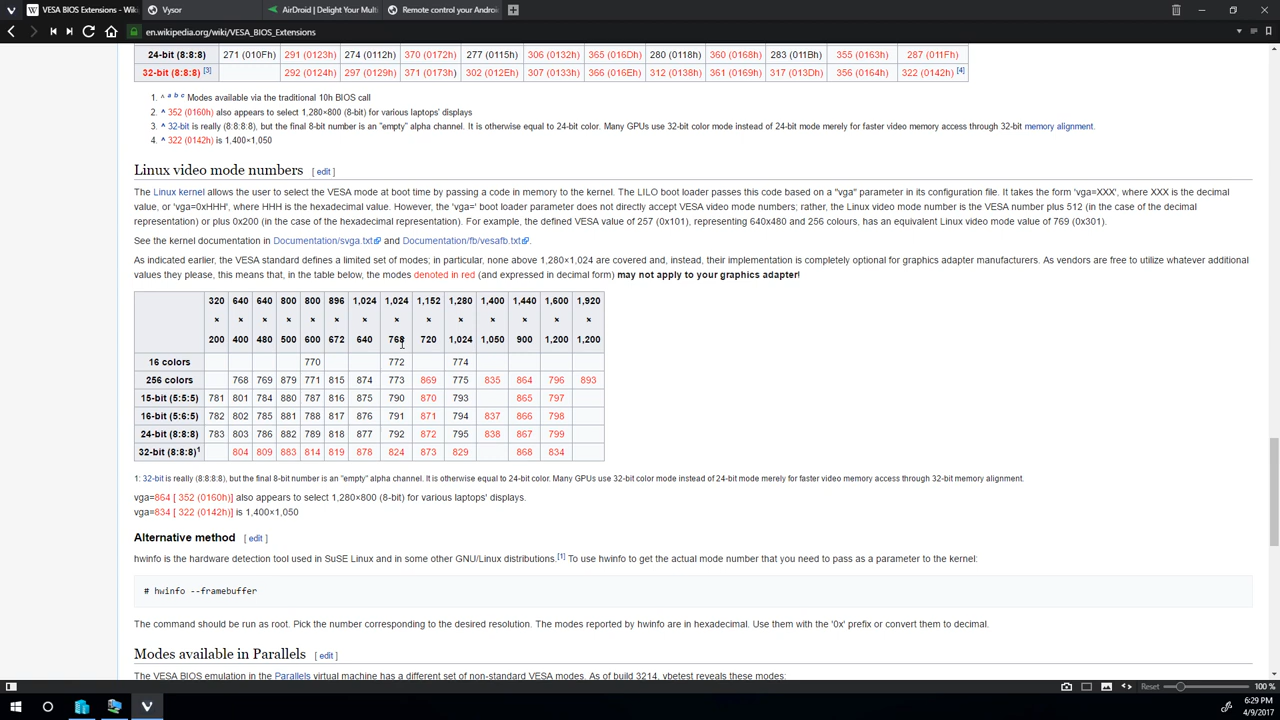 VESA BIOS Extensions - Wiki
Vysor
AirDroid | Delight Your Multi
Remote control your Androi
en.wikipedia.org/wiki/VESA_BIOS_Extensions
24-bit (8:8:8) 271 (010Fh) 291 (0123h) 274 (0112h) 370 (0172h) 277 (0115h) 306 (0132h) 365 (016Dh) 280 (0118h) 360 (0168h) 283 (011Bh) 355 (0163h) 287 (011Fh)
32-bit (8:8:8) [3] 292 (0124h) 297 (0129h) 371 (0173h) 302 (012Eh) 307 (0133h) 366 (016Eh) 312 (0138h) 361 (0169h) 317 (013Dh) 356 (0164h) 322 (0142h) [4]
1. ^ a b c Modes available via the traditional 10h BIOS call
2. ^ 352 (0160h) also appears to select 1,280×800 (8-bit) for various laptops' displays
3. ^ 32-bit is really (8:8:8:8), but the final 8-bit number is an "empty" alpha channel. It is otherwise equal to 24-bit color. Many GPUs use 32-bit color mode instead of 24-bit mode merely for faster video memory access through 32-bit memory alignment.
4. ^ 322 (0142h) is 1,400×1,050
Linux video mode numbers [ edit ]
The Linux kernel allows the user to select the VESA mode at boot time by passing a code in memory to the kernel. The LILO boot loader passes this code based on a "vga" parameter in its configuration file. It takes the form 'vga=XXX', where XXX is the decimal
value, or 'vga=0xHHH', where HHH is the hexadecimal value. However, the 'vga=' boot loader parameter does not directly accept VESA video mode numbers; rather, the Linux video mode number is the VESA number plus 512 (in the case of the decimal
representation) or plus 0x200 (in the case of the hexadecimal representation). For example, the defined VESA value of 257 (0x101), representing 640x480 and 256 colours, has an equivalent Linux video mode value of 769 (0x301).
See the kernel documentation in Documentation/svga.txt and Documentation/fb/vesafb.txt.
As indicated earlier, the VESA standard defines a limited set of modes; in particular, none above 1,280×1,024 are covered and, instead, their implementation is completely optional for graphics adapter manufacturers. As vendors are free to utilize whatever additional
values they please, this means that, in the table below, the modes denoted in red (and expressed in decimal form) may not apply to your graphics adapter!
320 640 640 800 800 896 1,024 1,024 1,152 1,280 1,400 1,440 1,600 1,920
× × × × × × × × × × × × × ×
200 400 480 500 600 672 640 768 720 1,024 1,050 900 1,200 1,200
16 colors 770 772 774
256 colors 768 769 879 771 815 874 773 869 775 835 864 796 893
15-bit (5:5:5) 781 801 784 880 787 816 875 790 870 793 865 797
16-bit (5:6:5) 782 802 785 881 788 817 876 791 871 794 837 866 798
24-bit (8:8:8) 783 803 786 882 789 818 877 792 872 795 838 867 799
32-bit (8:8:8)1 804 809 883 814 819 878 824 873 829 868 834
1: 32-bit is really (8:8:8:8), but the final 8-bit number is an "empty" alpha channel. It is otherwise equal to 24-bit color. Many GPUs use 32-bit color mode instead of 24-bit mode merely for faster video memory access through 32-bit memory alignment.
vga=864 [ 352 (0160h)] also appears to select 1,280×800 (8-bit) for various laptops' displays.
vga=834 [ 322 (0142h)] is 1,400×1,050
Alternative method [ edit ]
hwinfo is the hardware detection tool used in SuSE Linux and in some other GNU/Linux distributions.[1] To use hwinfo to get the actual mode number that you need to pass as a parameter to the kernel:
# hwinfo --framebuffer
The command should be run as root. Pick the number corresponding to the desired resolution. The modes reported by hwinfo are in hexadecimal. Use them with the '0x' prefix or convert them to decimal.
Modes available in Parallels [ edit ]
The VESA BIOS emulation in the Parallels virtual machine has a different set of non-standard VESA modes. As of build 3214, vbetest reveals these modes:
Reset 100 %
6:29 PM
4/9/2017